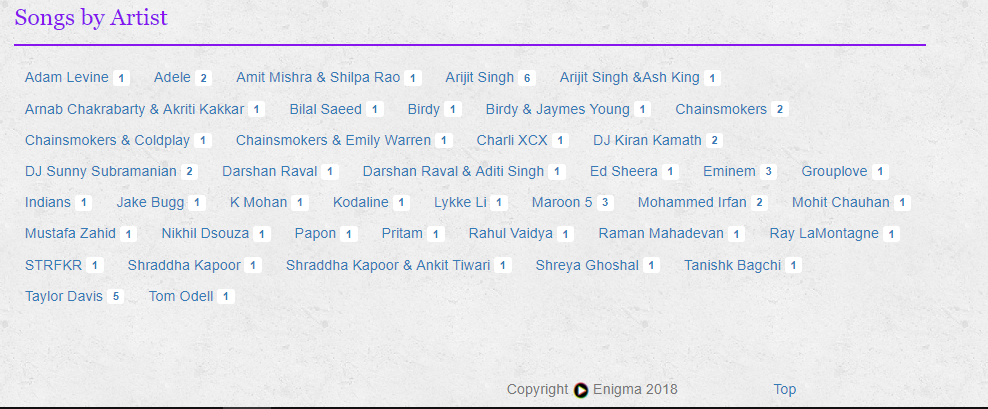 Songs by Artist
Adam Levine 1 Adele 2 Amit Mishra & Shilpa Rao 1 Arijit Singh 6 Arijit Singh &Ash King 1
Arnab Chakrabarty & Akriti Kakkar 1 Bilal Saeed 1 Birdy 1 Birdy & Jaymes Young 1 Chainsmokers 2
Chainsmokers & Coldplay 1 Chainsmokers & Emily Warren 1 Charli XCX 1 DJ Kiran Kamath 2
DJ Sunny Subramanian 2 Darshan Raval 1 Darshan Raval & Aditi Singh 1 Ed Sheera 1 Eminem 3 Grouplove 1
Indians 1 Jake Bugg 1 K Mohan 1 Kodaline 1 Lykke Li 1 Maroon 5 3 Mohammed Irfan 2 Mohit Chauhan 1
Mustafa Zahid 1 Nikhil Dsouza 1 Papon 1 Pritam 1 Rahul Vaidya 1 Raman Mahadevan 1 Ray LaMontagne 1
STRFKR 1 Shraddha Kapoor 1 Shraddha Kapoor & Ankit Tiwari 1 Shreya Ghoshal 1 Tanishk Bagchi 1
Taylor Davis 5 Tom Odell 1
Copyright Enigma 2018 Top